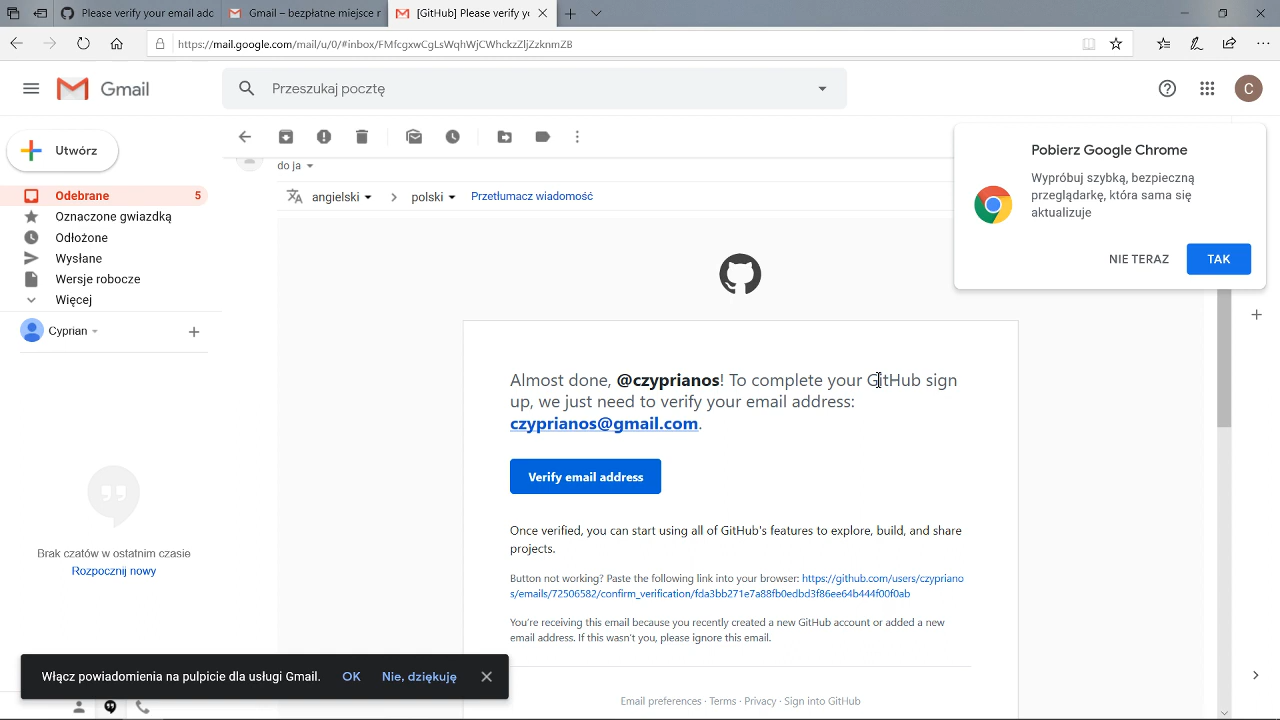 Please verify your email add
Gmail – bezpłatne miejsce r
[GitHub] Please verify yo
https://mail.google.com/mail/u/0/#inbox/FMfcgxwCgLsWqhWjCWhckzZljZzknmZB
Gmail
Przeszukaj pocztę
C
Utwórz
do ja
Odebrane 5
Oznaczone gwiazdką
Odłożone
Wysłane
Wersje robocze
Więcej
Cyprian
Brak czatów w ostatnim czasie
Rozpocznij nowy
angielski > polski Przetłumacz wiadomość
Pobierz Google Chrome
Wypróbuj szybką, bezpieczną
przeglądarkę, która sama się
aktualizuje
NIE TERAZ TAK
Almost done, @czyprianos! To complete your GitHub sign
up, we just need to verify your email address:
czyprianos@gmail.com.
Verify email address
Once verified, you can start using all of GitHub's features to explore, build, and share
projects.
Button not working? Paste the following link into your browser: https://github.com/users/czypriano
s/emails/72506582/confirm_verification/fda3bb271e7a88fb0edbd3f86ee64b444f00f0ab
You're receiving this email because you recently created a new GitHub account or added a new
email address. If this wasn't you, please ignore this email.
Email preferences · Terms · Privacy · Sign into GitHub
Włącz powiadomienia na pulpicie dla usługi Gmail. OK Nie, dziękuję